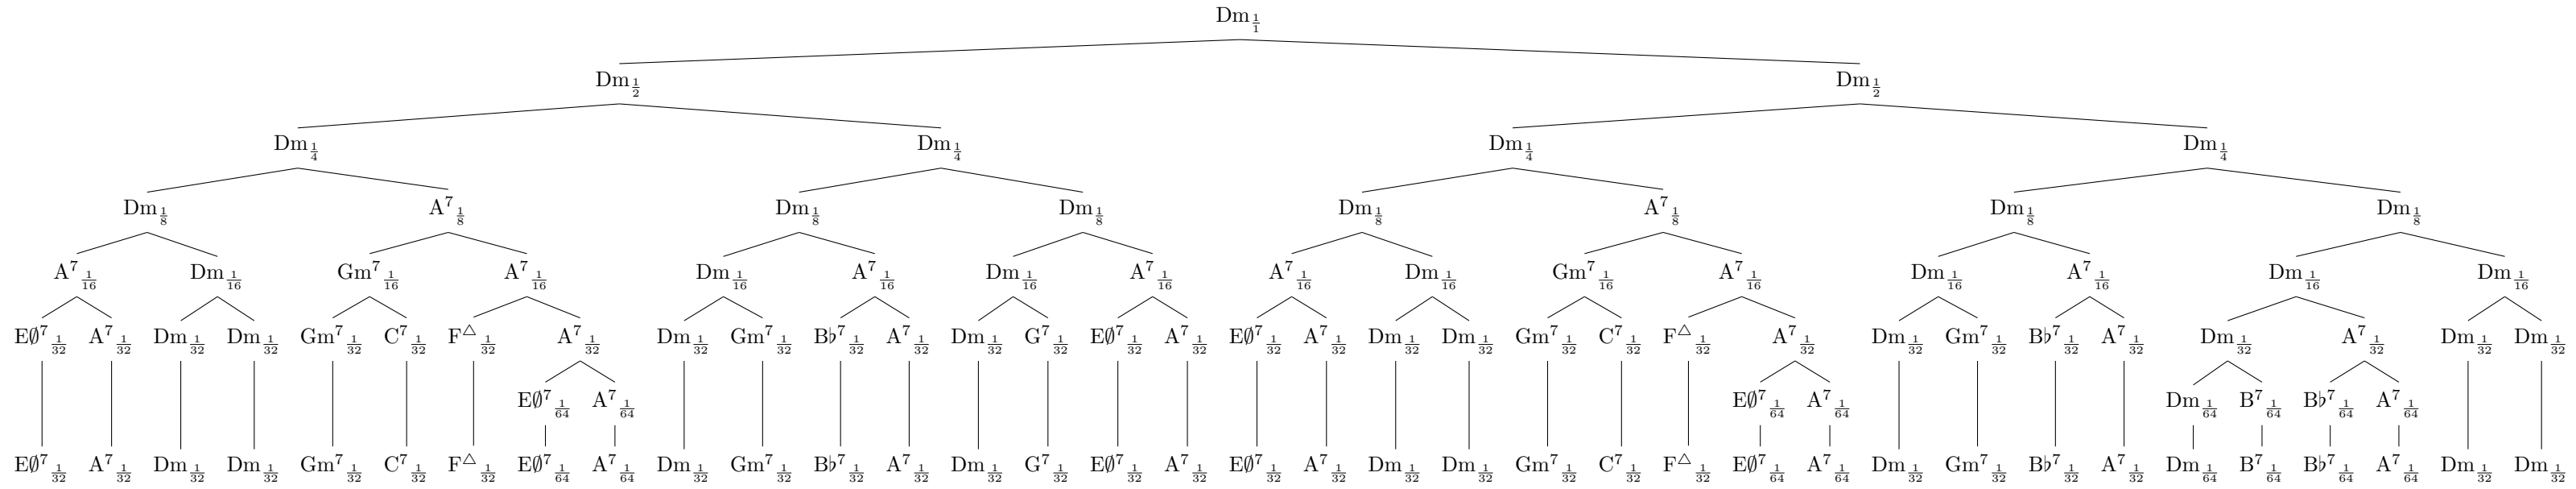 Dm 1/1
Dm 1/2 Dm 1/2
Dm 1/4 Dm 1/4 Dm 1/4 Dm 1/4
Dm 1/8 A⁷ 1/8 Dm 1/8 Dm 1/8 Dm 1/8 A⁷ 1/8 Dm 1/8 Dm 1/8
A⁷ 1/16 Dm 1/16 Gm⁷ 1/16 A⁷ 1/16 Dm 1/16 A⁷ 1/16 Dm 1/16 A⁷ 1/16 A⁷ 1/16 Dm 1/16 Gm⁷ 1/16 A⁷ 1/16 Dm 1/16 A⁷ 1/16 Dm 1/16 Dm 1/16
E∅⁷ 1/32 A⁷ 1/32 Dm 1/32 Dm 1/32 Gm⁷ 1/32 C⁷ 1/32 F△ 1/32 A⁷ 1/32 Dm 1/32 Gm⁷ 1/32 B♭⁷ 1/32 A⁷ 1/32 Dm 1/32 G⁷ 1/32 E∅⁷ 1/32 A⁷ 1/32 E∅⁷ 1/32 A⁷ 1/32 Dm 1/32 Dm 1/32 Gm⁷ 1/32 C⁷ 1/32 F△ 1/32 A⁷ 1/32 Dm 1/32 Gm⁷ 1/32 B♭⁷ 1/32 A⁷ 1/32 Dm 1/32 A⁷ 1/32 Dm 1/32 Dm 1/32
E∅⁷ 1/64 A⁷ 1/64 E∅⁷ 1/64 A⁷ 1/64 Dm 1/64 B⁷ 1/64 B♭⁷ 1/64 A⁷ 1/64
E∅⁷ 1/32 A⁷ 1/32 Dm 1/32 Dm 1/32 Gm⁷ 1/32 C⁷ 1/32 F△ 1/32 E∅⁷ 1/64 A⁷ 1/64 Dm 1/32 Gm⁷ 1/32 B♭⁷ 1/32 A⁷ 1/32 Dm 1/32 G⁷ 1/32 E∅⁷ 1/32 A⁷ 1/32 E∅⁷ 1/32 A⁷ 1/32 Dm 1/32 Dm 1/32 Gm⁷ 1/32 C⁷ 1/32 F△ 1/32 E∅⁷ 1/64 A⁷ 1/64 Dm 1/32 Gm⁷ 1/32 B♭⁷ 1/32 A⁷ 1/32 Dm 1/64 B⁷ 1/64 B♭⁷ 1/64 A⁷ 1/64 Dm 1/32 Dm 1/32